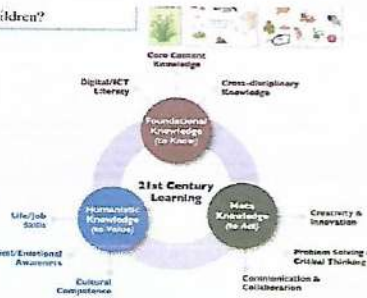 ildren?
Core Content
Knowledge
Digital/ICT
Literacy
Cross-disciplinary
Knowledge
Foundational
Knowledge
(to Know)
21st Century
Learning
Humanistic
Knowledge
(to Value)
Meta
Knowledge
(to Act)
Life/Job
Skills
Creativity &
Innovation
Emotional
Awareness
Problem Solving &
Critical Thinking
Cultural
Competence
Communication &
Collaboration